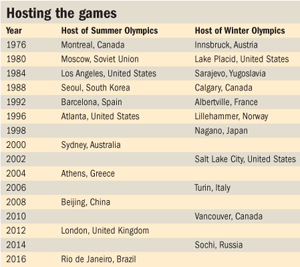 Hosting the games
Year Host of Summer Olympics Host of Winter Olympics
1976 Montreal, Canada Innsbruck, Austria
1980 Moscow, Soviet Union Lake Placid, United States
1984 Los Angeles, United States Sarajevo, Yugoslavia
1988 Seoul, South Korea Calgary, Canada
1992 Barcelona, Spain Albertville, France
1996 Atlanta, United States Lillehammer, Norway
1998 Nagano, Japan
2000 Sydney, Australia
2002 Salt Lake City, United States
2004 Athens, Greece
2006 Turin, Italy
2008 Beijing, China
2010 Vancouver, Canada
2012 London, United Kingdom
2014 Sochi, Russia
2016 Rio de Janeiro, Brazil